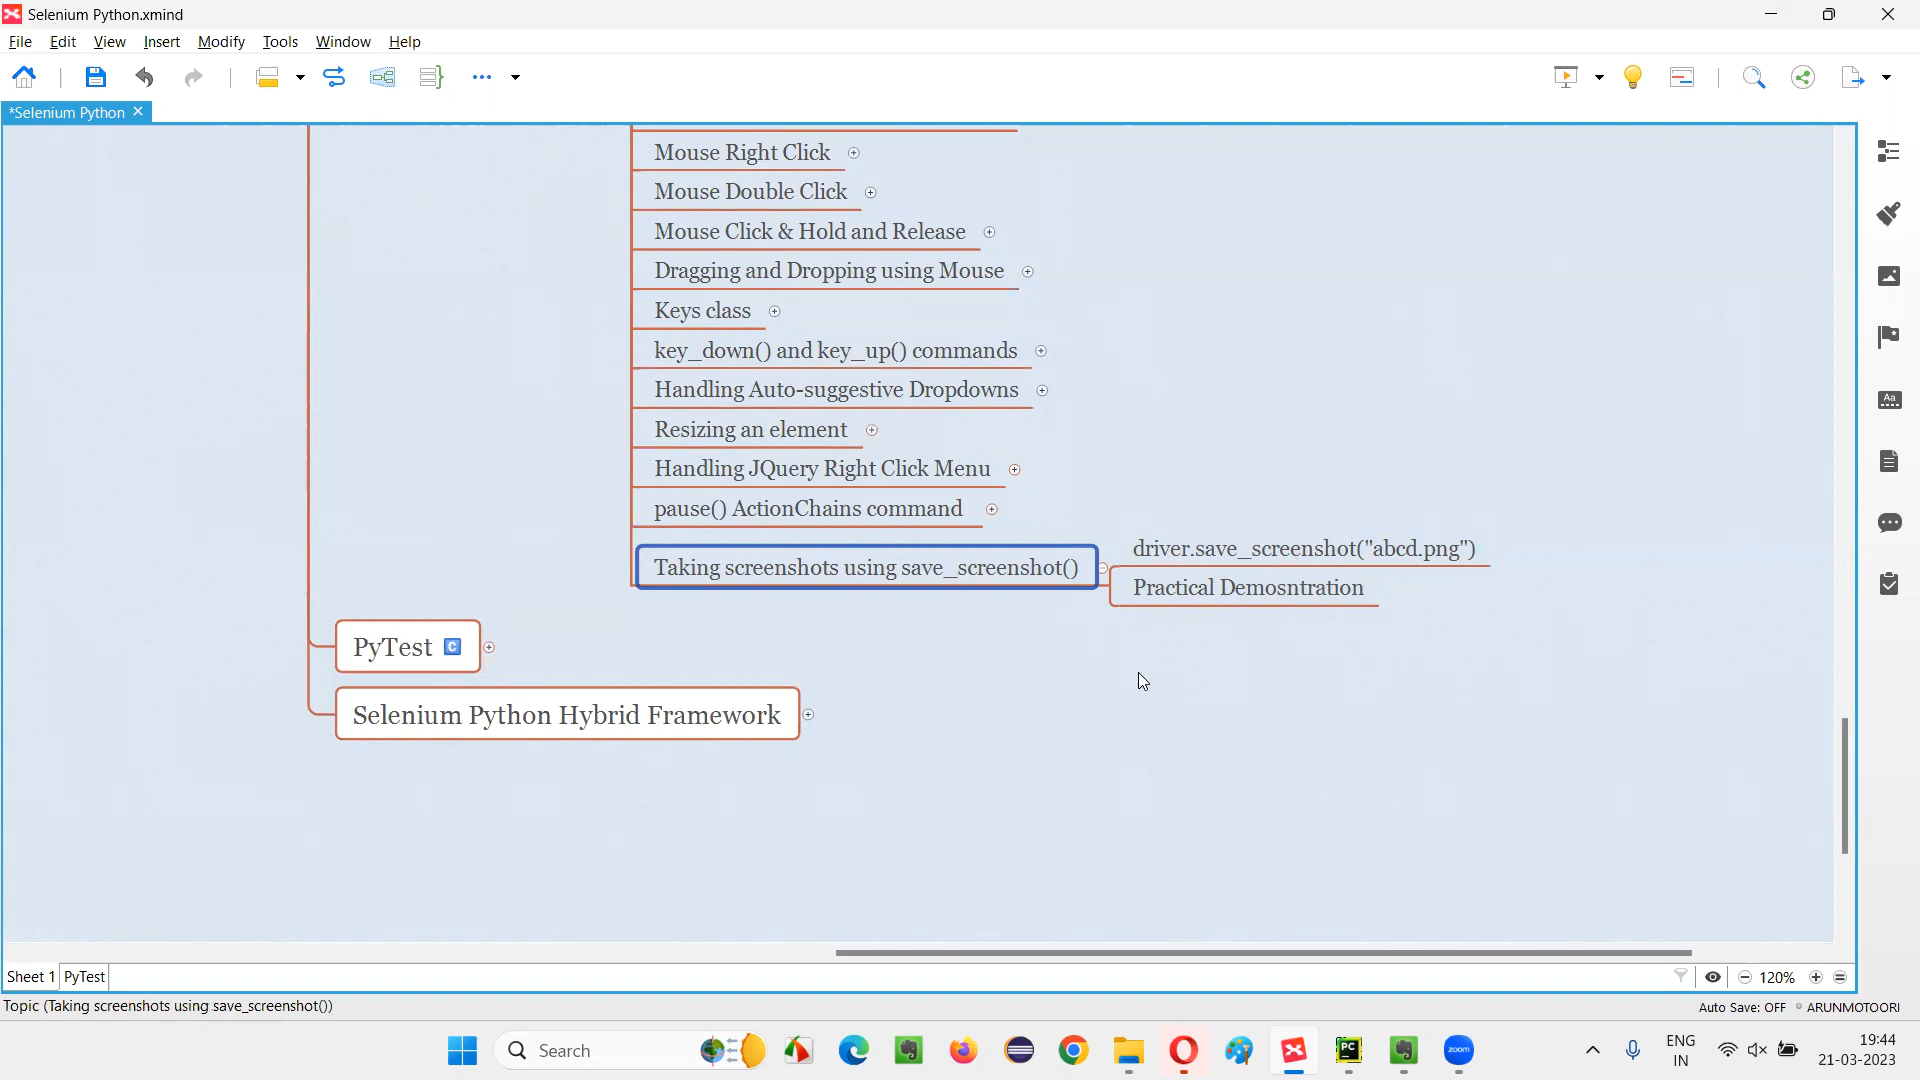 Selenium Python.xmind
File Edit View Insert Modify Tools Window Help
*Selenium Python
Mouse Right Click
Mouse Double Click
Mouse Click & Hold and Release
Dragging and Dropping using Mouse
Keys class
key_down() and key_up() commands
Handling Auto-suggestive Dropdowns
Resizing an element
Handling JQuery Right Click Menu
pause() ActionChains command
Taking screenshots using save_screenshot()
driver.save_screenshot("abcd.png")
Practical Demosntration
PyTest C
Selenium Python Hybrid Framework
Aa
Sheet 1 PyTest
120%
Topic (Taking screenshots using save_screenshot())
Auto Save: OFF ARUNMOTOORI
Search
PC
zoom
ENG
IN
19:44
21-03-2023